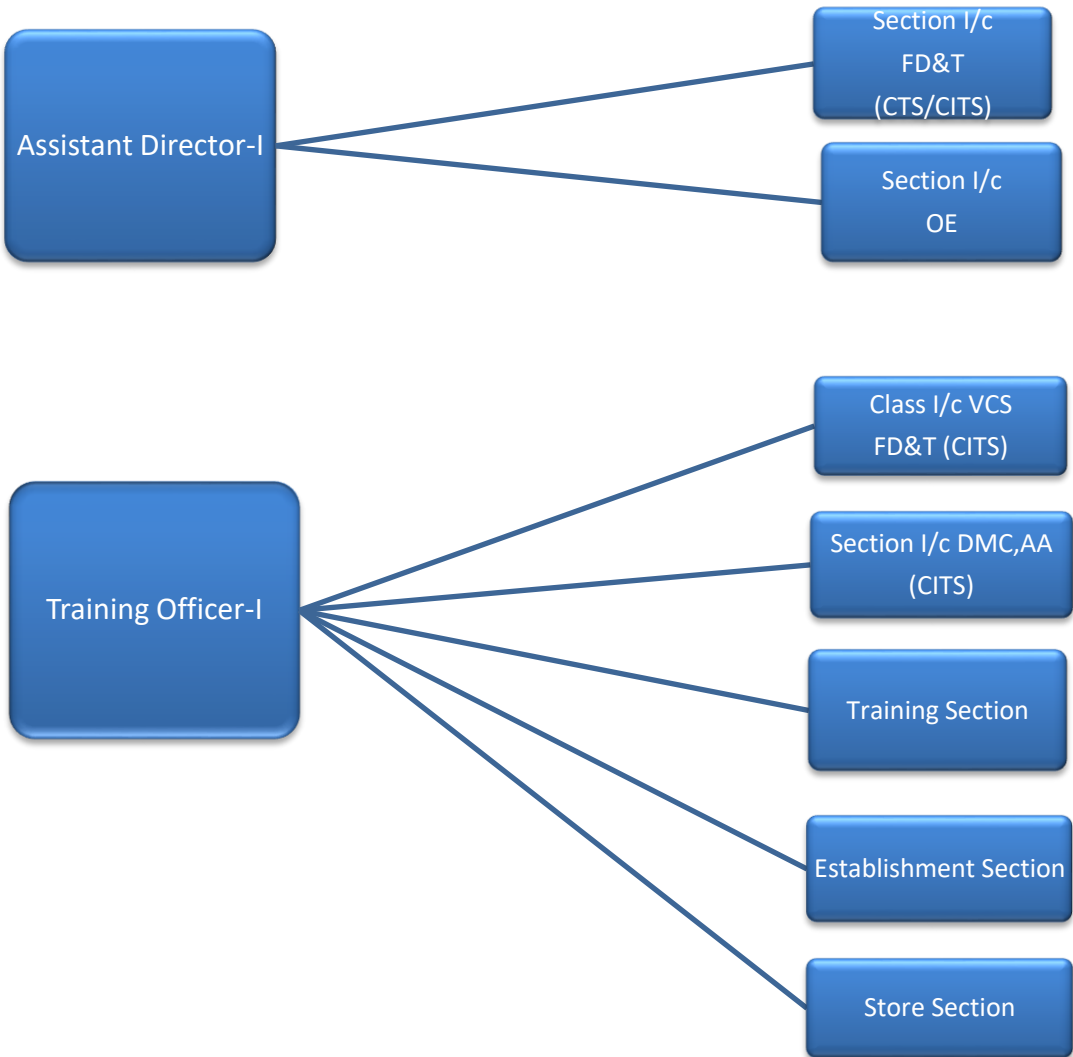 Assistant Director-I
Section I/c
FD&T
(CTS/CITS)
Section I/c
OE
Training Officer-I
Class I/c VCS
FD&T (CITS)
Section I/c DMC,AA
(CITS)
Training Section
Establishment Section
Store Section